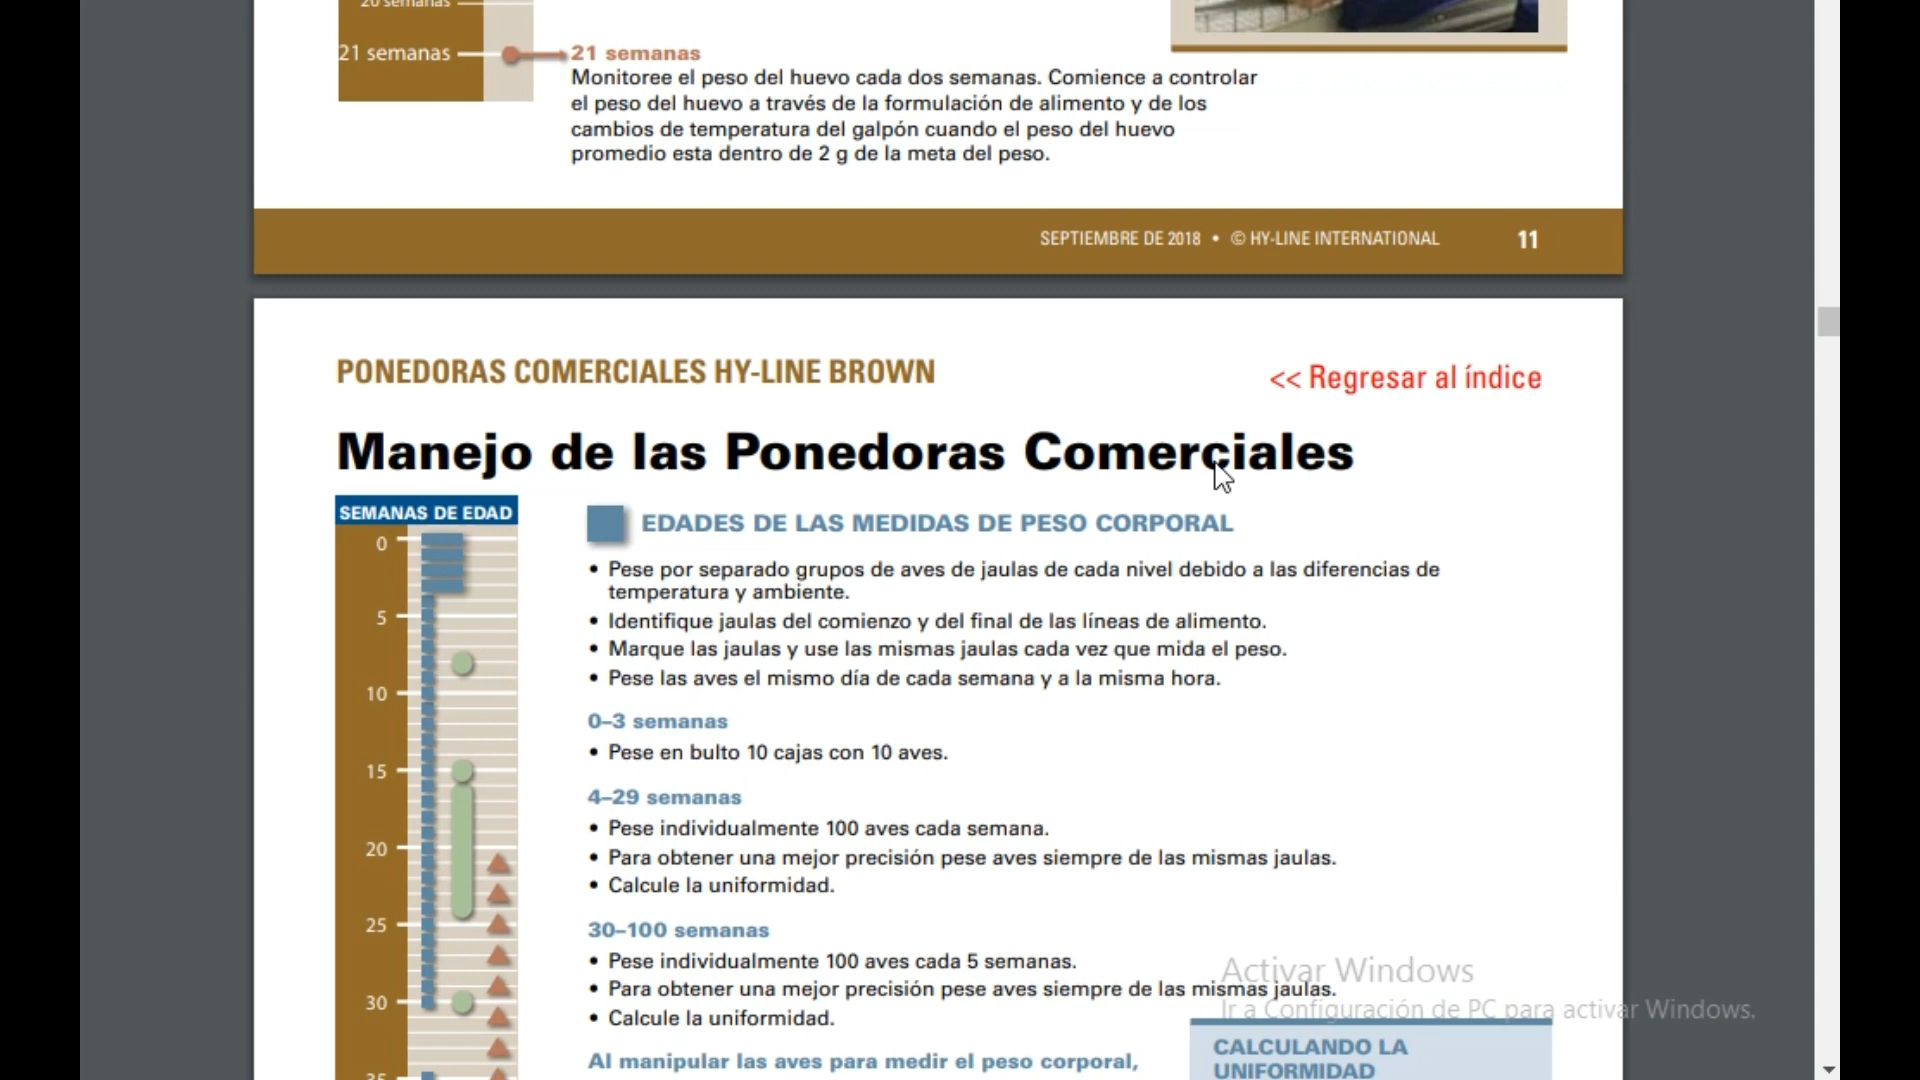 20 semanas
21 semanas
21 semanas
Monitoree el peso del huevo cada dos semanas. Comience a controlar
el peso del huevo a través de la formulación de alimento y de los
cambios de temperatura del galpón cuando el peso del huevo
promedio esta dentro de 2 g de la meta del peso.
SEPTIEMBRE DE 2018 • © HY-LINE INTERNATIONAL 11
PONEDORAS COMERCIALES HY-LINE BROWN
<< Regresar al índice
Manejo de las Ponedoras Comerciales
SEMANAS DE EDAD
0
5
10
15
20
25
30
35
EDADES DE LAS MEDIDAS DE PESO CORPORAL
• Pese por separado grupos de aves de jaulas de cada nivel debido a las diferencias de
temperatura y ambiente.
• Identifique jaulas del comienzo y del final de las líneas de alimento.
• Marque las jaulas y use las mismas jaulas cada vez que mida el peso.
• Pese las aves el mismo día de cada semana y a la misma hora.
0–3 semanas
• Pese en bulto 10 cajas con 10 aves.
4–29 semanas
• Pese individualmente 100 aves cada semana.
• Para obtener una mejor precisión pese aves siempre de las mismas jaulas.
• Calcule la uniformidad.
30–100 semanas
• Pese individualmente 100 aves cada 5 semanas.
• Para obtener una mejor precisión pese aves siempre de las mismas jaulas.
• Calcule la uniformidad.
Al manipular las aves para medir el peso corporal,
CALCULANDO LA
UNIFORMIDAD
Activar Windows
Ir a Configuración de PC para activar Windows.